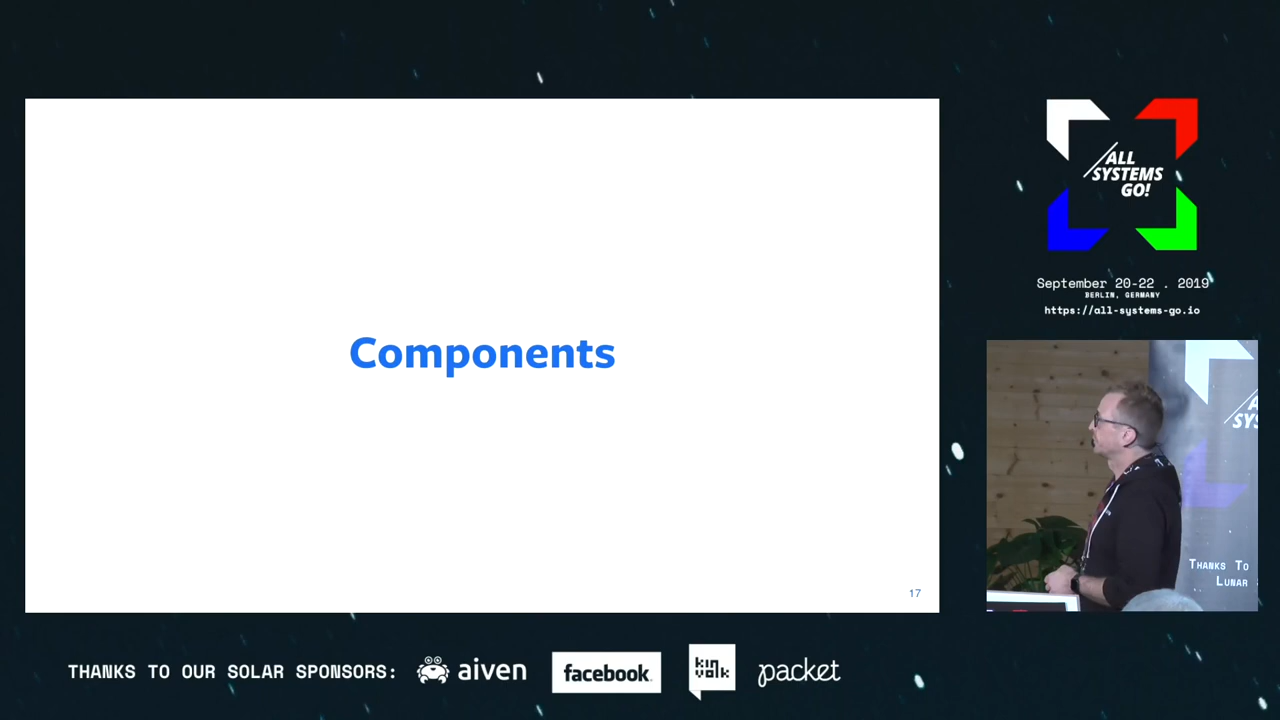 Components
17
/ALL
SYSTEMS
GO!
September 20-22 . 2019
BERLIN, GERMANY
https://all-systems-go.io
SYS
THANKS TO
LUNAR
THANKS TO OUR SOLAR SPONSORS:
aiven
facebook
kinvolk
packet